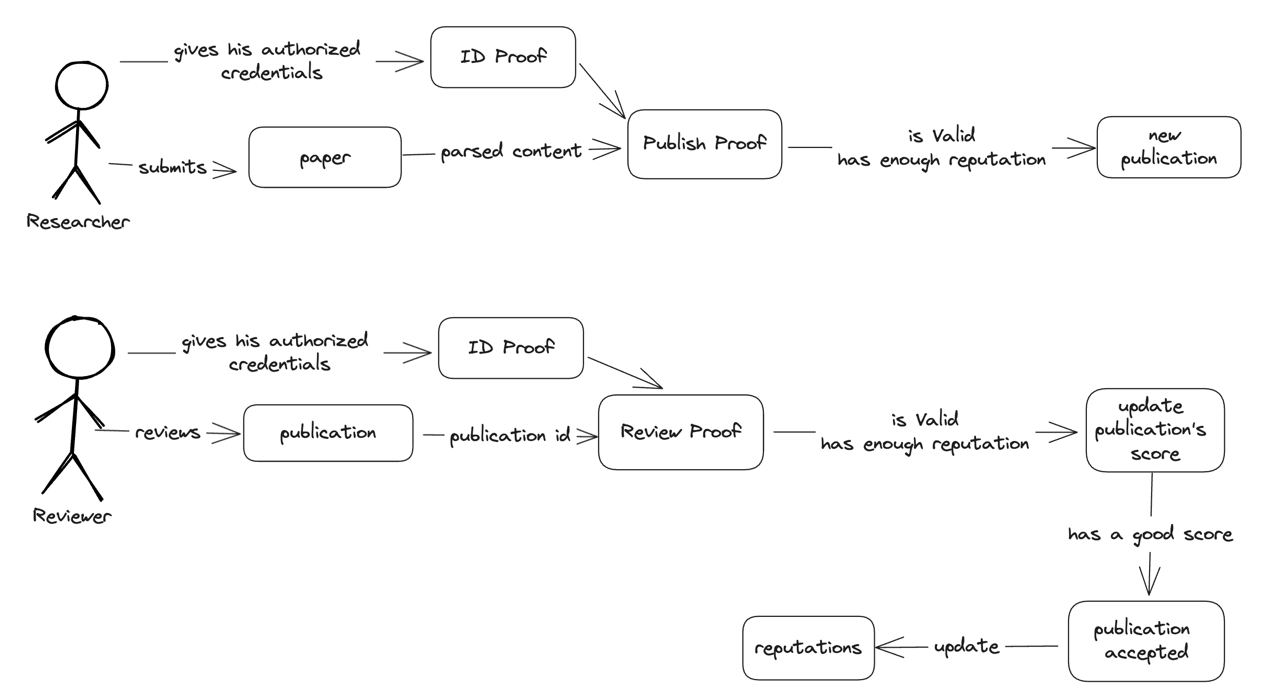 gives his authorized
credentials
ID Proof
submits
paper
parsed content
Publish Proof
is Valid
has enough reputation
new
publication
Researcher
gives his authorized
credentials
ID Proof
reviews
publication
publication id
Review Proof
is Valid
has enough reputation
update
publication's
score
Reviewer
has a good score
publication
accepted
update
reputations